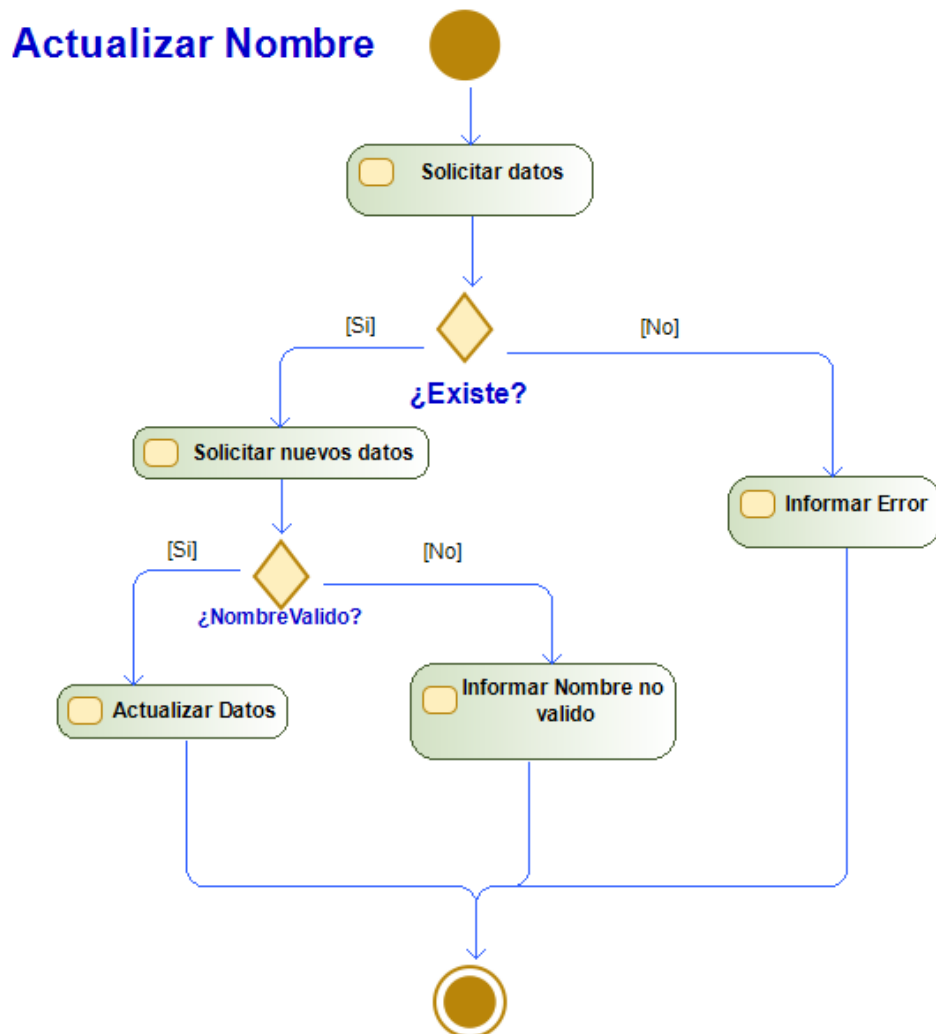 Actualizar Nombre
Solicitar datos
[Si]
[No]
¿Existe?
Solicitar nuevos datos
Informar Error
[Si]
[No]
¿NombreValido?
Actualizar Datos
Informar Nombre no
valido